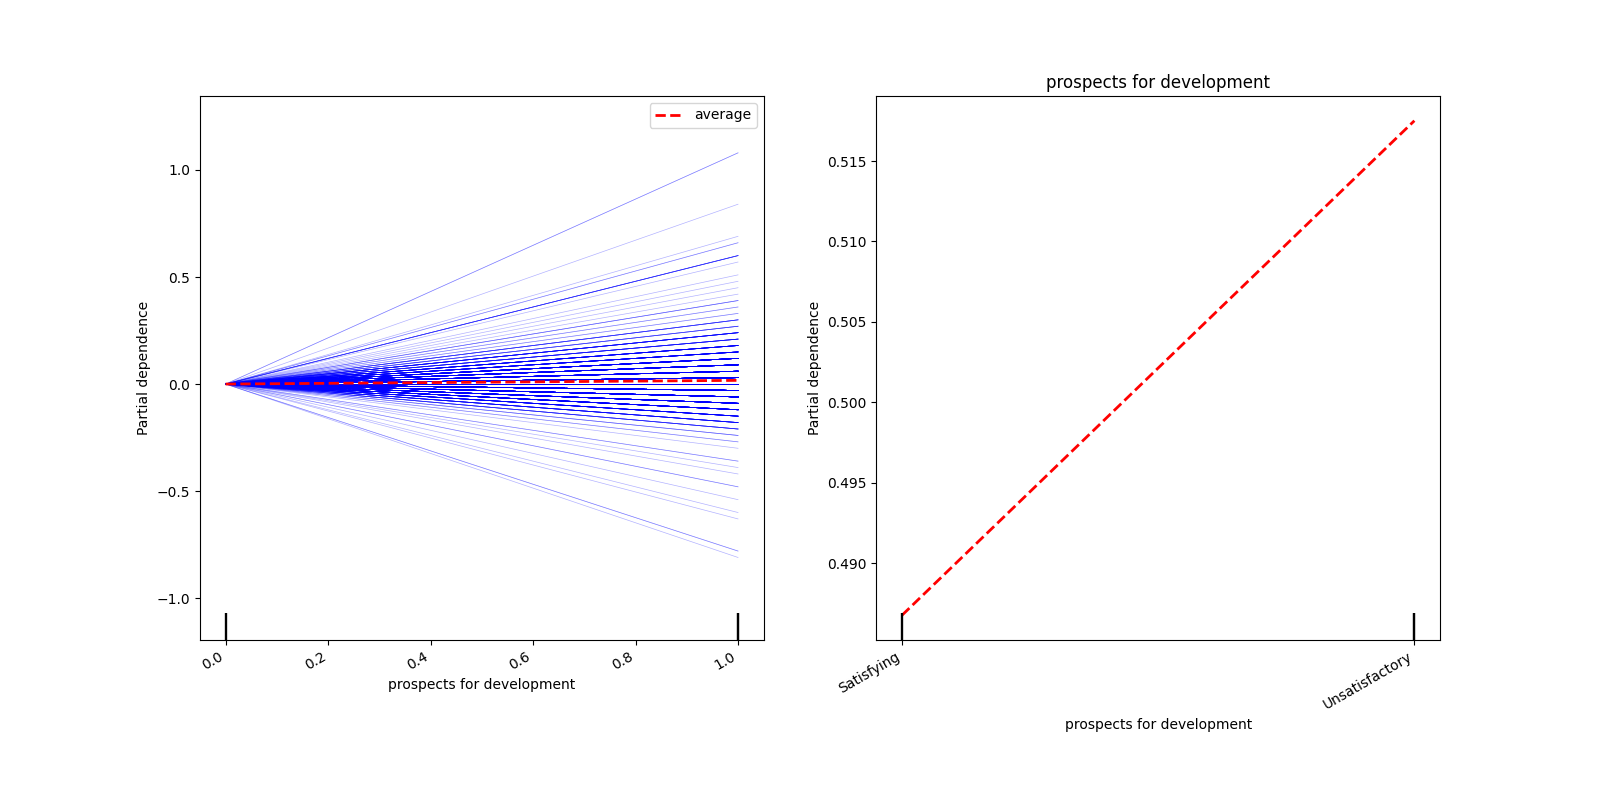 average
1.0
0.5
0.0
−0.5
−1.0
Partial dependence
0.0
0.2
0.4
0.6
0.8
1.0
prospects for development
prospects for development
0.515
0.510
0.505
0.500
0.495
0.490
Partial dependence
Satisfying
Unsatisfactory
prospects for development